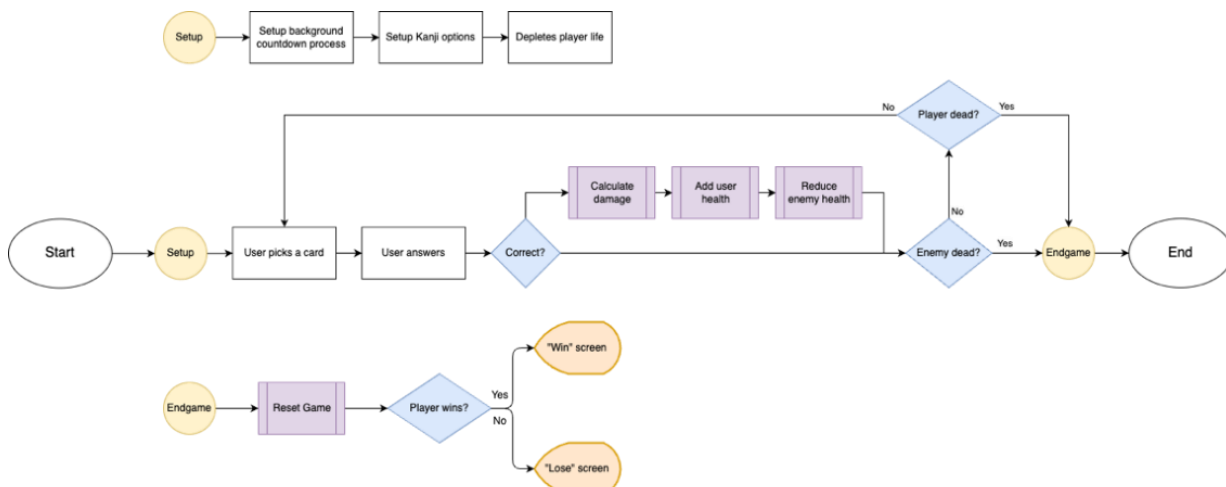 Setup
Setup background
countdown process
Setup Kanji options
Depletes player life
No
Player dead?
Yes
Calculate
damage
Add user
health
Reduce
enemy health
No
Start
Setup
User picks a card
User answers
Correct?
Enemy dead?
Yes
Endgame
End
"Win" screen
Endgame
Reset Game
Player wins?
Yes
No
"Lose" screen